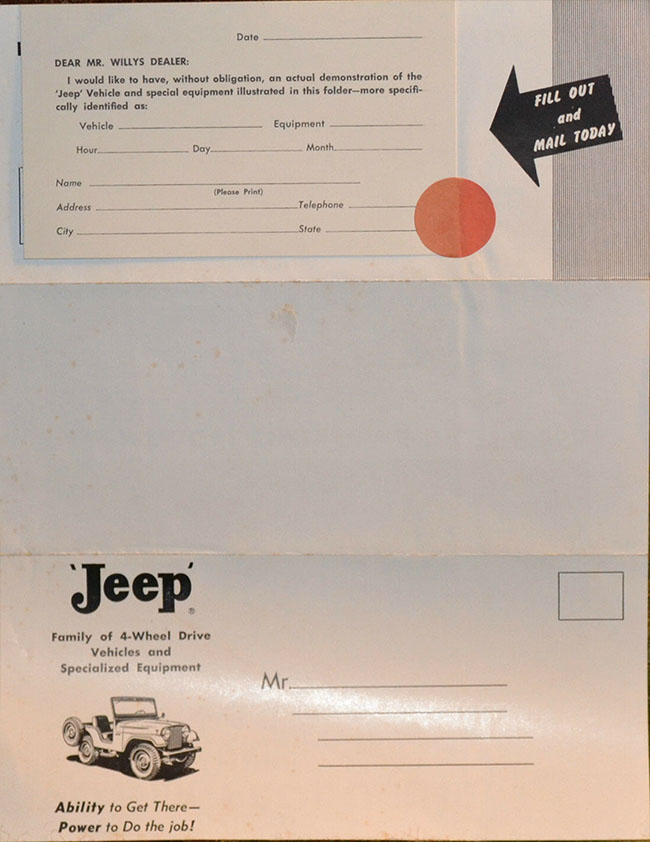 Date
DEAR MR. WILLYS DEALER:
I would like to have, without obligation, an actual demonstration of the
'Jeep' Vehicle and special equipment illustrated in this folder—more specifi-
cally identified as:
Vehicle Equipment
Hour Day Month
Name
(Please Print)
Address Telephone
City State
FILL OUT
and
MAIL TODAY
'Jeep'
®
Family of 4-Wheel Drive
Vehicles and
Specialized Equipment
Mr.
Ability to Get There—
Power to Do the job!